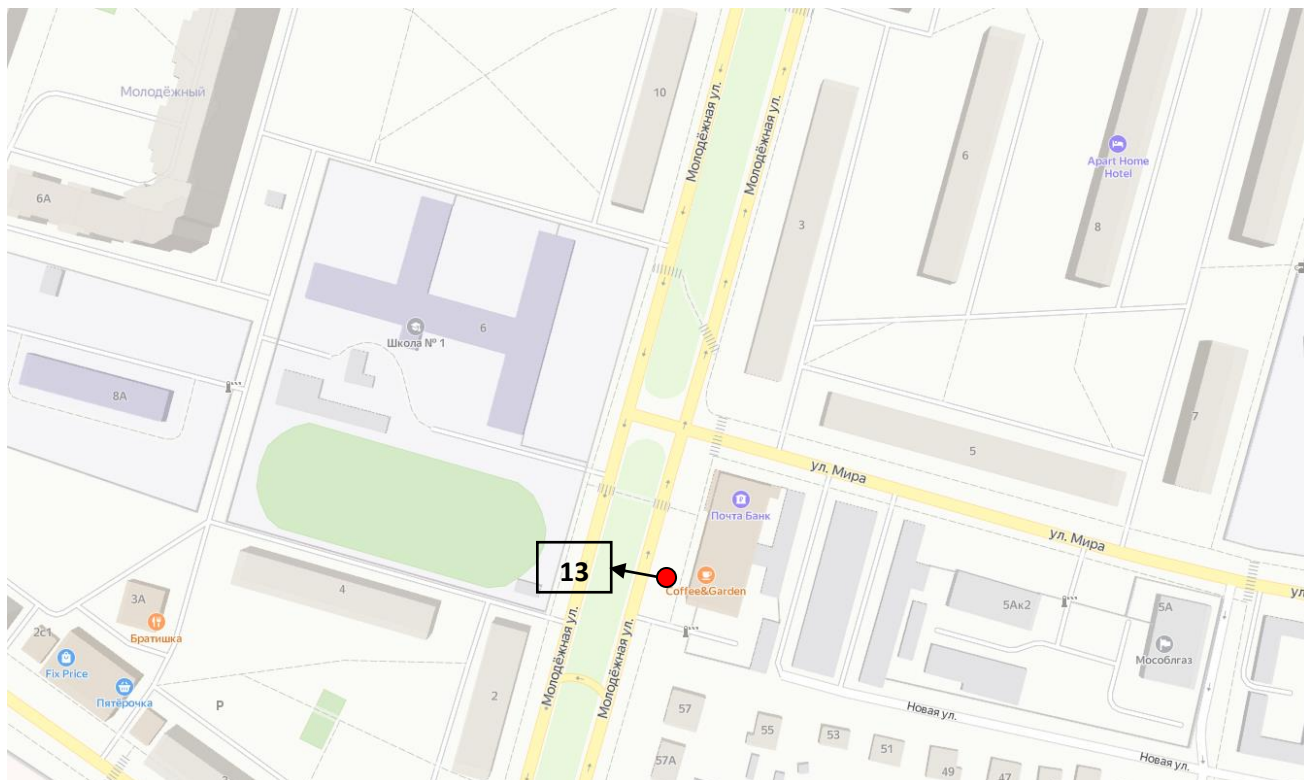 Молодёжный
6А
10
Молодёжная ул.
Молодёжная ул.
3
6
Apart Home
Hotel
8
Школа № 1
6
8А
7
5
ул. Мира
Почта Банк
ул. Мира
13
Coffee&Garden
4
3А
Братишка
2с1
Fix Price
Пятёрочка
P
2
Молодёжная ул.
Молодёжная ул.
5Ак2
5А
Мособлгаз
57
55
53
51
49
47
57А
Новая ул.
Новая ул.